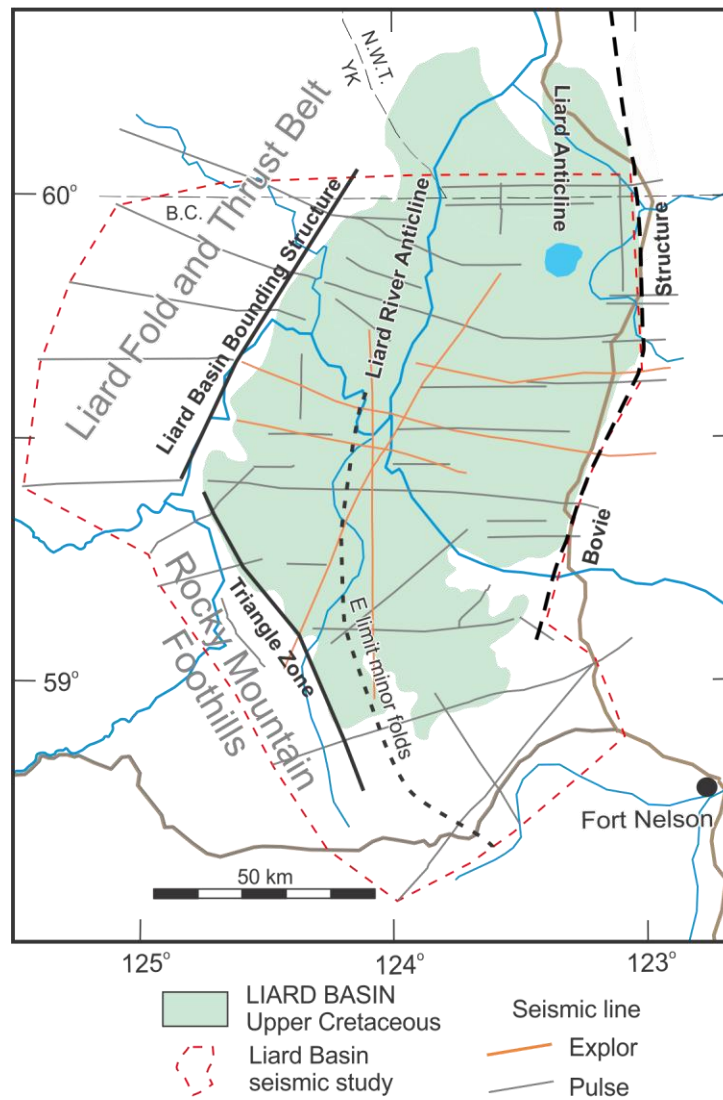 N.W.T.
YK
Liard Fold and Thrust Belt
Liard Anticline
60°
B.C.
Liard Basin Bounding Structure
Liard River Anticline
Structure
Bovie
Rocky Mountain
Foothills
Triangle Zone
E limit minor folds
59°
Fort Nelson
50 km
125°
124°
123°
LIARD BASIN
Upper Cretaceous
Liard Basin
seismic study
Seismic line
Explor
Pulse